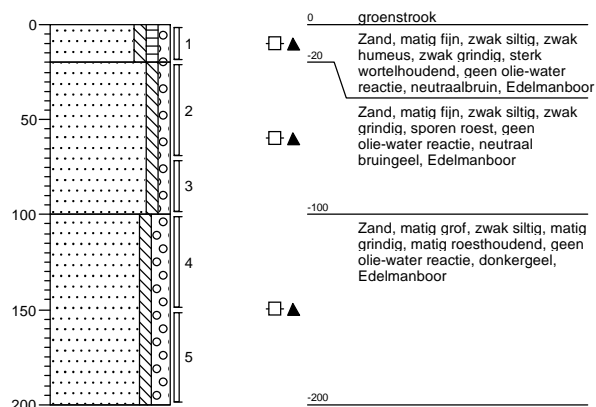 0
50
100
150
200
1
2
3
4
5
0
groenstrook
Zand, matig fijn, zwak siltig, zwak
humeus, zwak grindig, sterk
wortelhoudend, geen olie-water
reactie, neutraalbruin, Edelmanboor
-20
Zand, matig fijn, zwak siltig, zwak
grindig, sporen roest, geen
olie-water reactie, neutraal
bruingeel, Edelmanboor
-100
Zand, matig grof, zwak siltig, matig
grindig, matig roesthoudend, geen
olie-water reactie, donkergeel,
Edelmanboor
-200